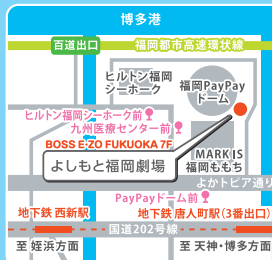 博多港
百道出口
福岡都市高速環状線
ヒルトン福岡
シーホーク
福岡PayPay
ドーム
ヒルトン福岡シーホーク前
九州医療センター前
BOSS E・ZO FUKUOKA 7F
よしもと福岡劇場
MARK IS
福岡ももち
よかトピア通り
PayPayドーム前
地下鉄 西新駅
地下鉄 唐人町駅(3番出口)
国道202号線
至 姪浜方面
至 天神・博多方面